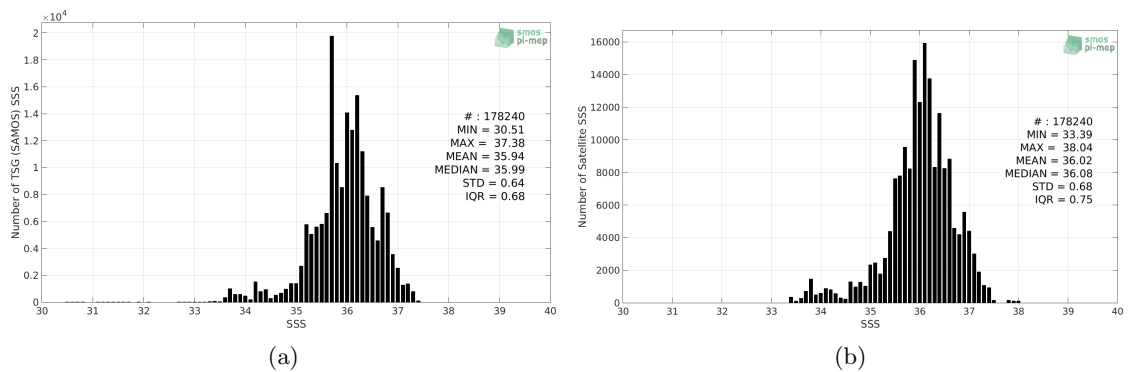 ×10⁴
2
1.8
1.6
1.4
1.2
1
0.8
0.6
0.4
0.2
0
Number of TSG (SAMOS) SSS
smos
pi-mep
# : 178240
MIN = 30.51
MAX = 37.38
MEAN = 35.94
MEDIAN = 35.99
STD = 0.64
IQR = 0.68
30 31 32 33 34 35 36 37 38 39 40
SSS
(a)
16000
14000
12000
10000
8000
6000
4000
2000
0
Number of Satellite SSS
smos
pi-mep
# : 178240
MIN = 33.39
MAX = 38.04
MEAN = 36.02
MEDIAN = 36.08
STD = 0.68
IQR = 0.75
30 31 32 33 34 35 36 37 38 39 40
SSS
(b)